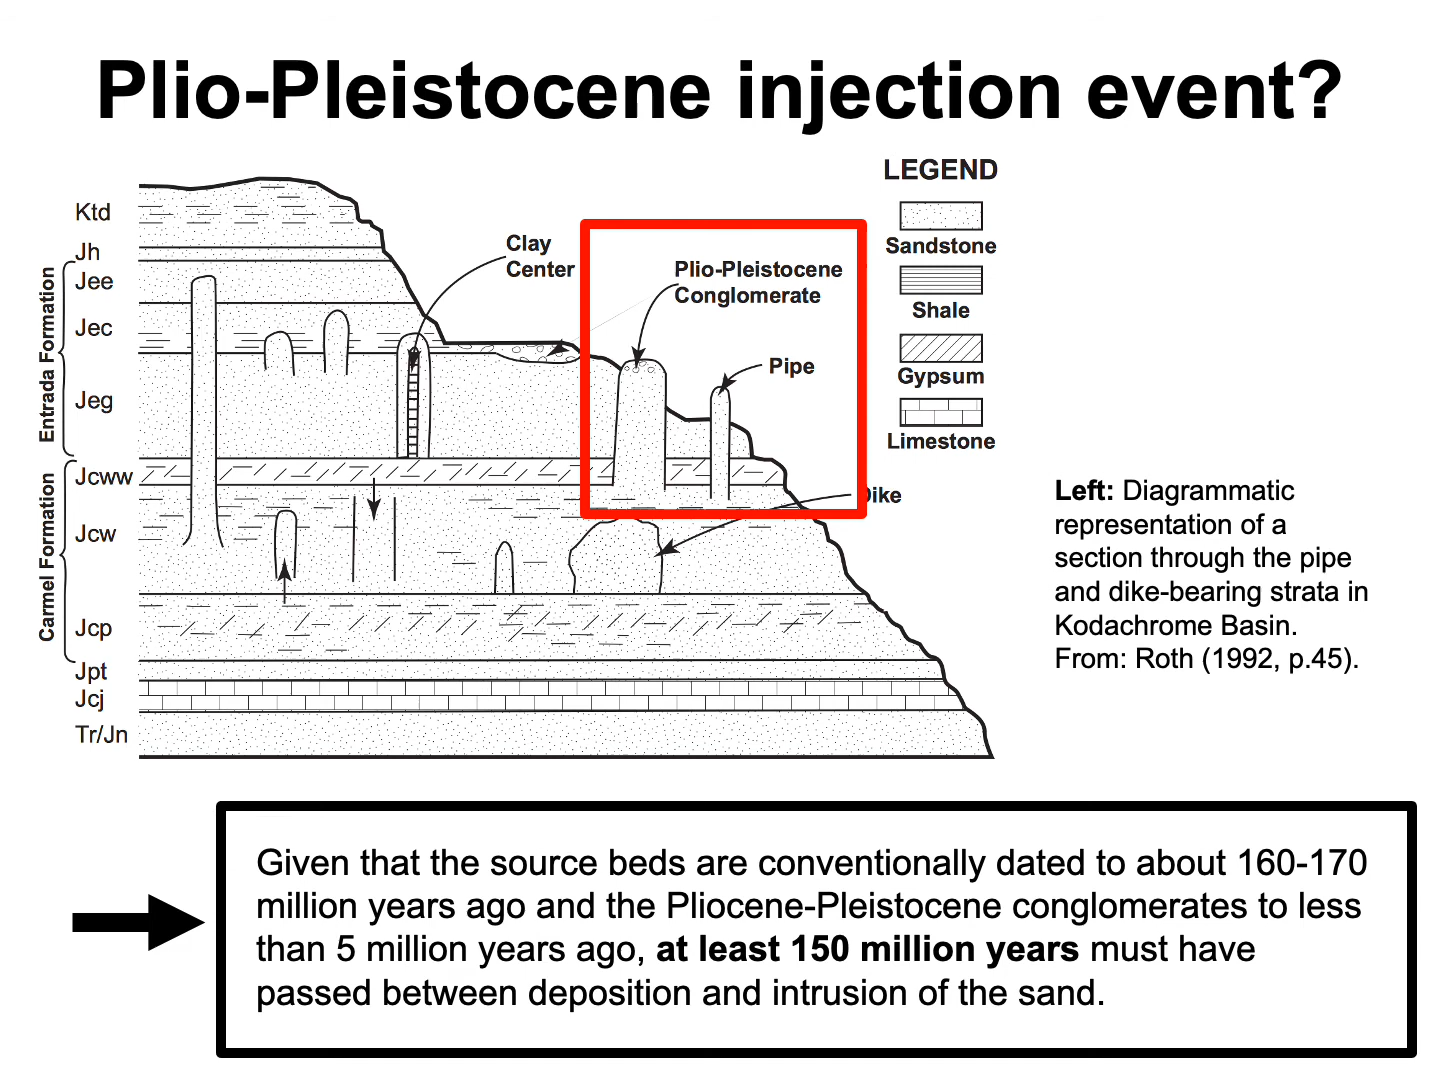 Plio-Pleistocene injection event?
LEGEND
Sandstone
Shale
Gypsum
Limestone
Ktd
Jh
Jee
Jec
Jeg
Jcww
Jcw
Jcp
Jpt
Jcj
Tr/Jn
Entrada Formation
Carmel Formation
Clay
Center
Plio-Pleistocene
Conglomerate
Pipe
Dike
Left: Diagrammatic
representation of a
section through the pipe
and dike-bearing strata in
Kodachrome Basin.
From: Roth (1992, p.45).
Given that the source beds are conventionally dated to about 160-170
million years ago and the Pliocene-Pleistocene conglomerates to less
than 5 million years ago, at least 150 million years must have
passed between deposition and intrusion of the sand.